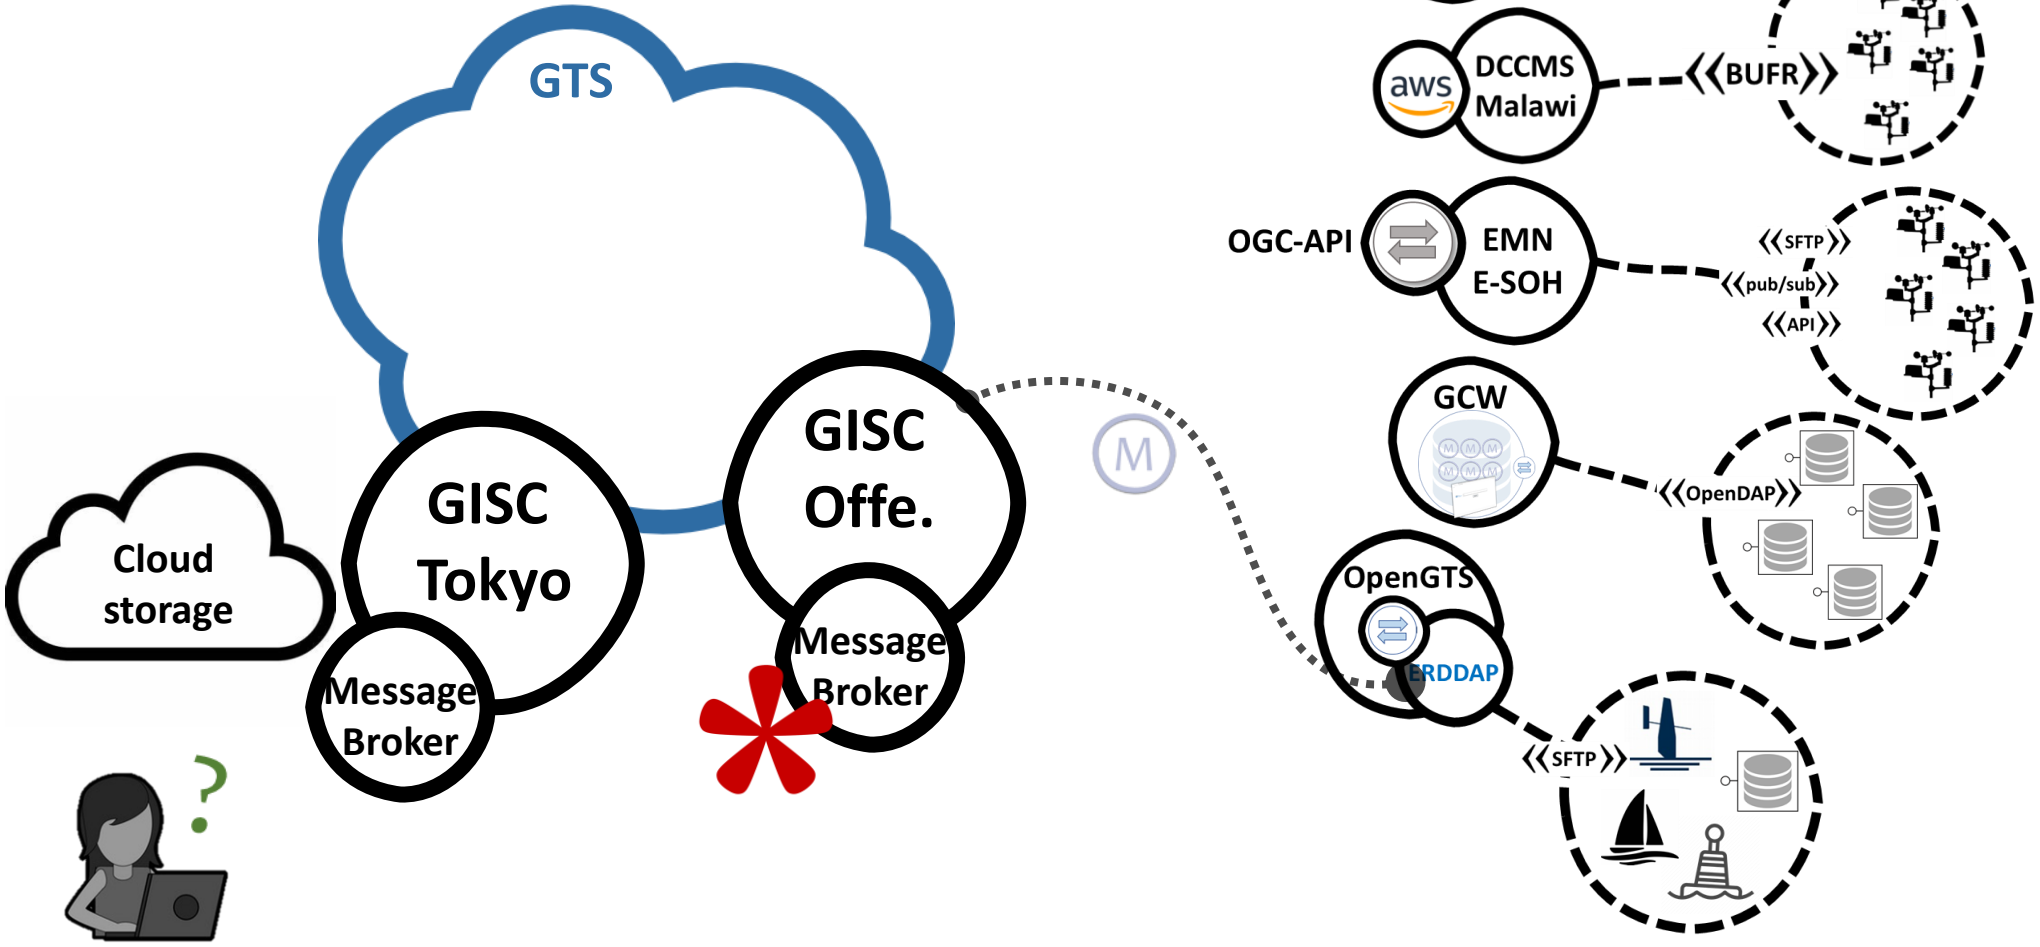 GTS
aws
DCCMS
Malawi
BUFR
OGC-API
EMN
E-SOH
SFTP
pub/sub
API
GCW
M M M
M M M
OpenDAP
GISC
Offe.
GISC
Tokyo
M
Cloud
storage
Message
Broker
Message
Broker
OpenGTS
ERDDAP
SFTP
?